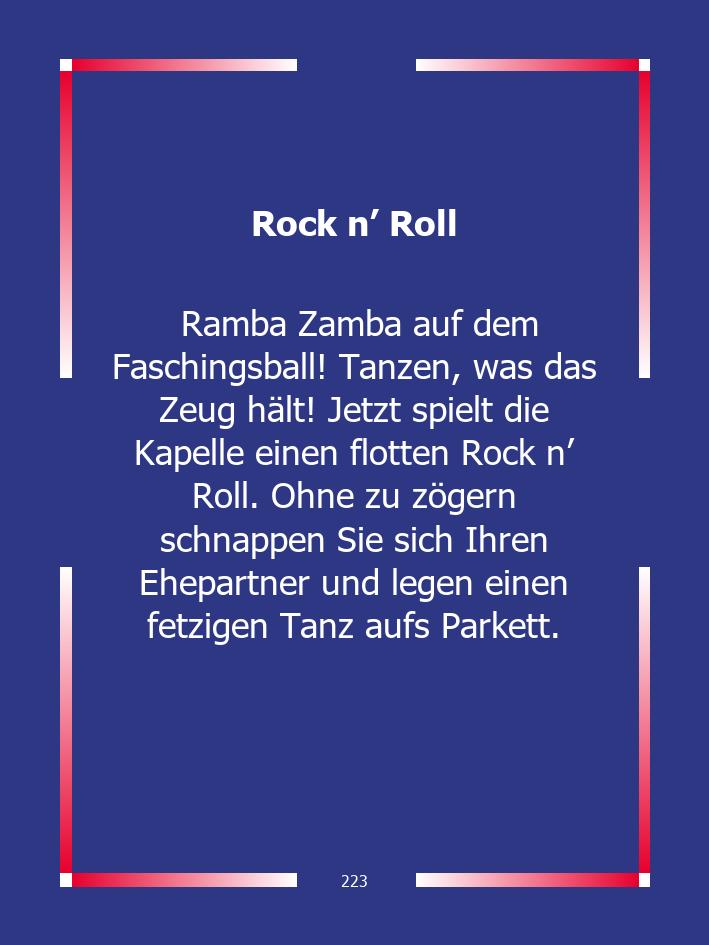 Rock n’ Roll
Ramba Zamba auf dem
Faschingsball! Tanzen, was das
Zeug hält! Jetzt spielt die
Kapelle einen flotten Rock n’
Roll. Ohne zu zögern
schnappen Sie sich Ihren
Ehepartner und legen einen
fetzigen Tanz aufs Parkett.
223